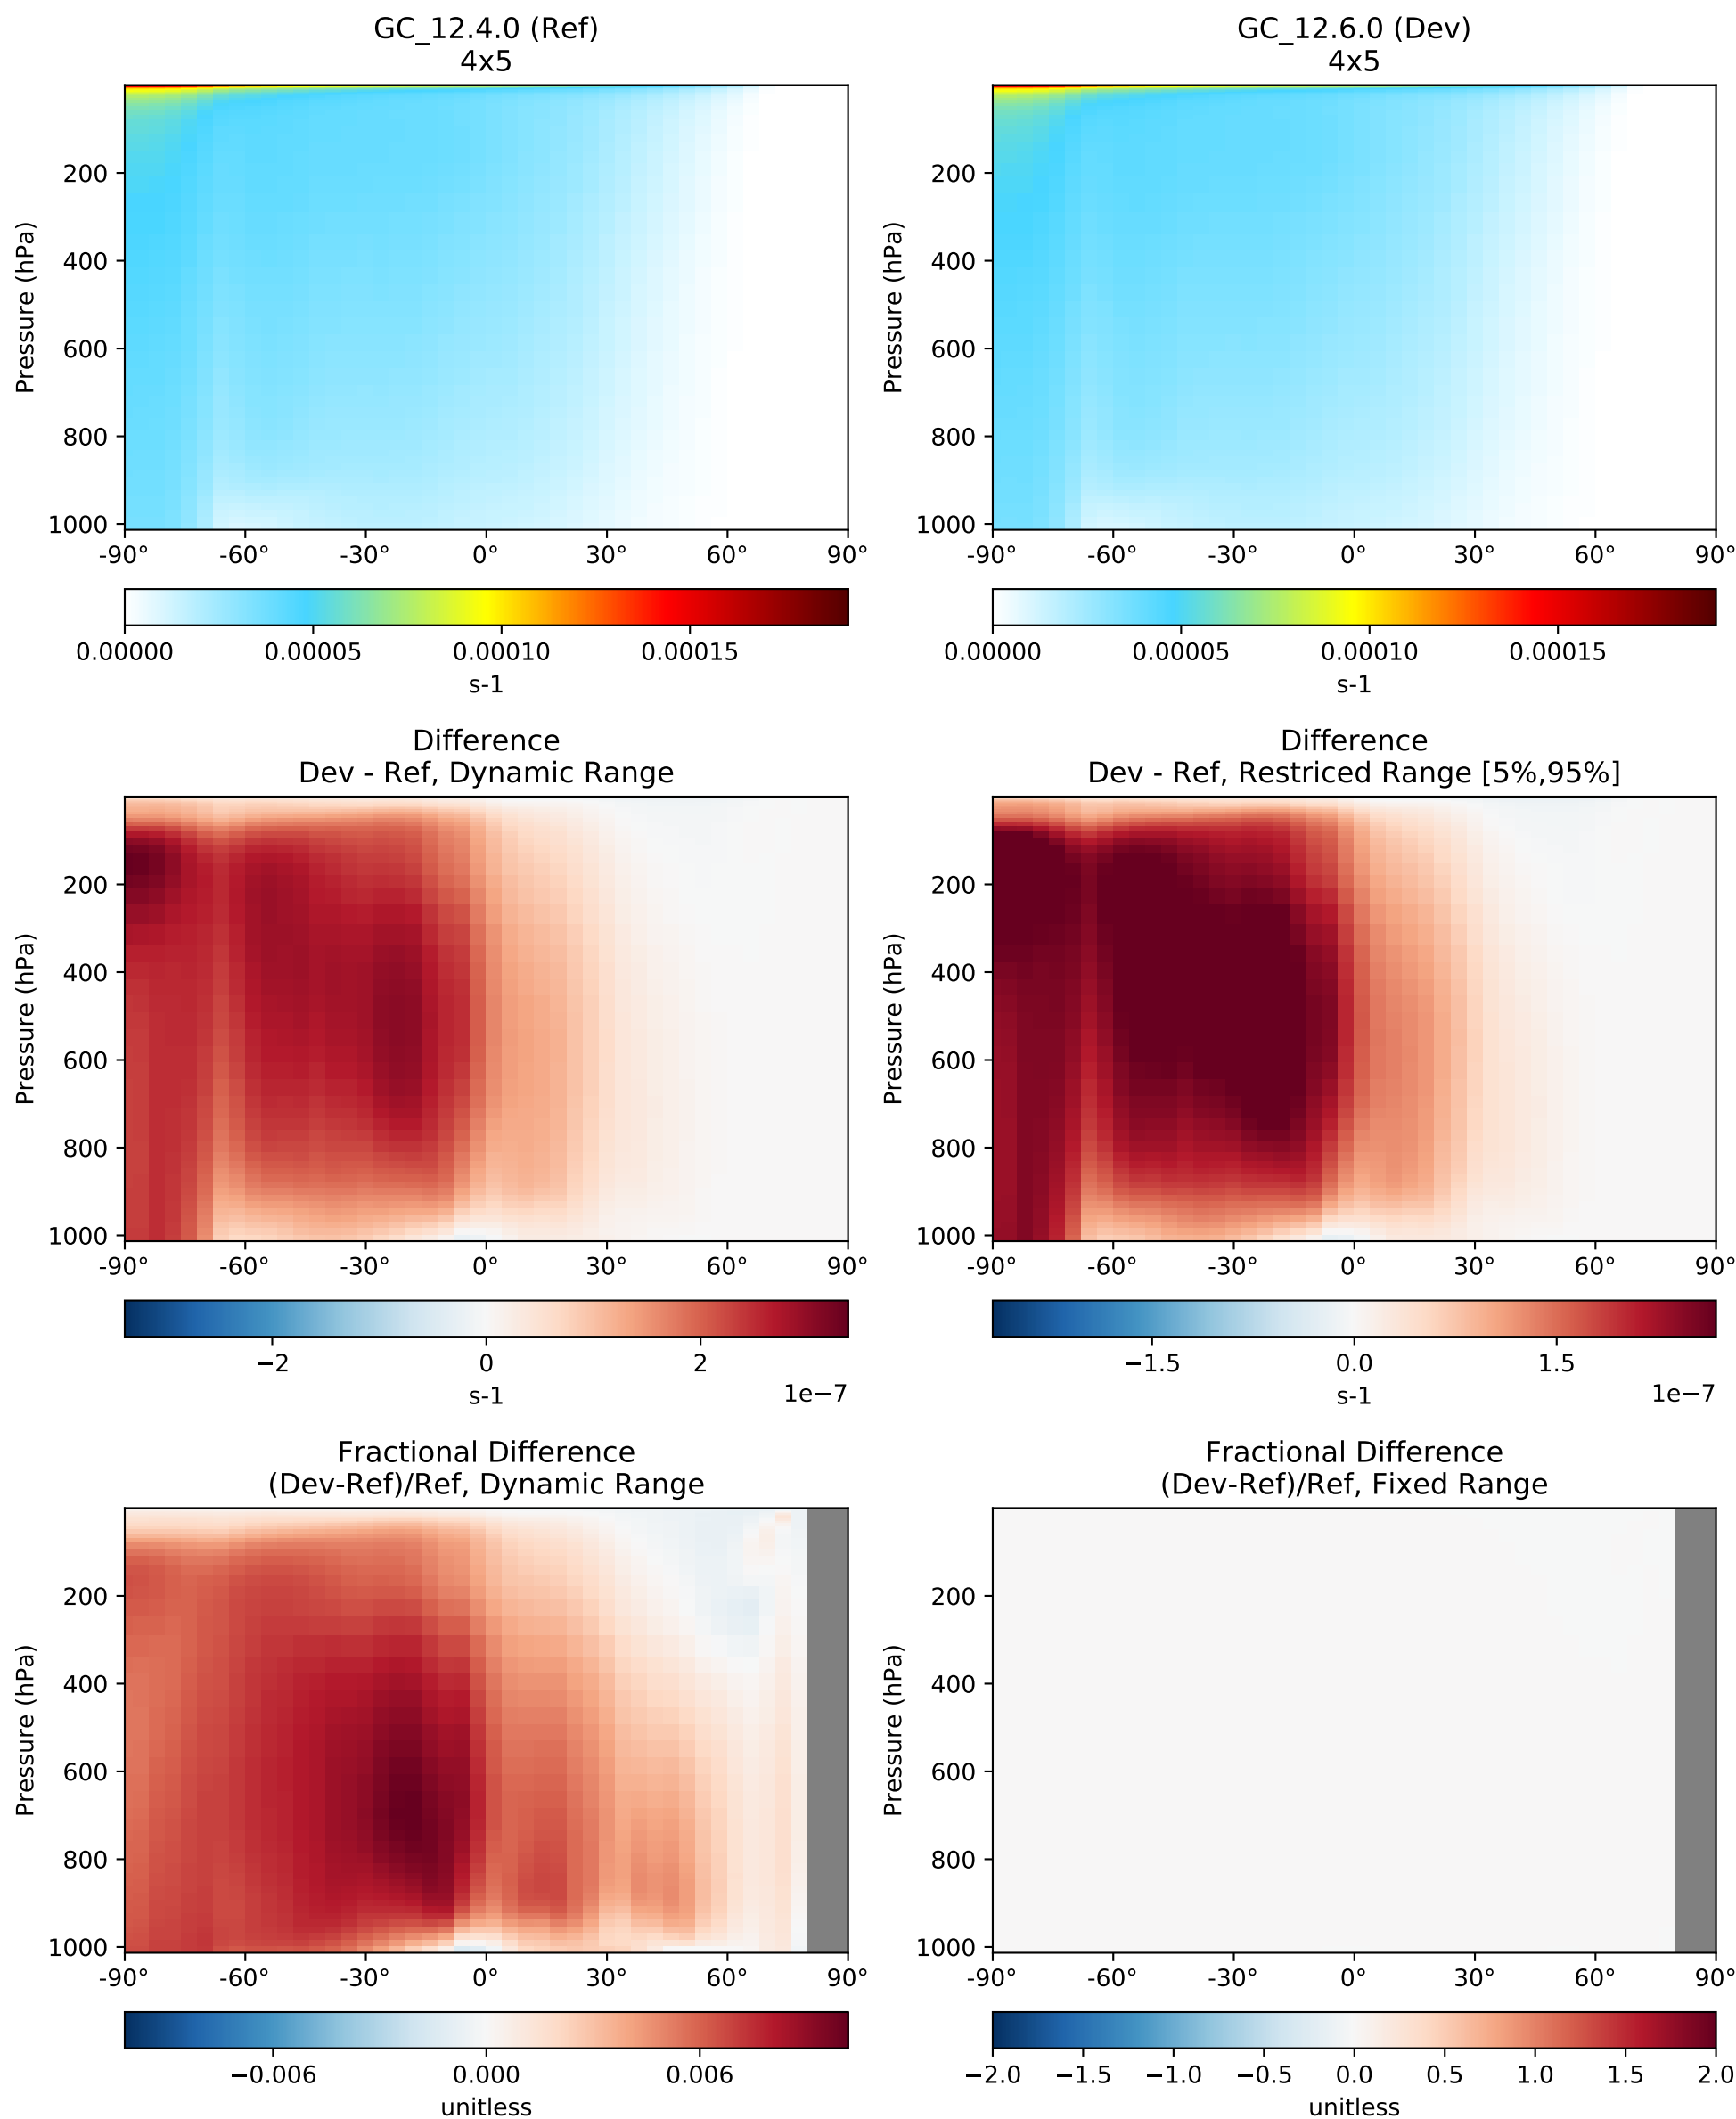 GC_12.4.0 (Ref)
4x5
GC_12.6.0 (Dev)
4x5
Pressure (hPa)
200
400
600
800
1000
-90° -60° -30° 0° 30° 60° 90°
0.00000 0.00005 0.00010 0.00015
s-1
Pressure (hPa)
200
400
600
800
1000
-90° -60° -30° 0° 30° 60° 90°
0.00000 0.00005 0.00010 0.00015
s-1
Difference
Dev - Ref, Dynamic Range
Pressure (hPa)
200
400
600
800
1000
-90° -60° -30° 0° 30° 60° 90°
−2 0 2
1e−7
s-1
Difference
Dev - Ref, Restriced Range [5%,95%]
Pressure (hPa)
200
400
600
800
1000
-90° -60° -30° 0° 30° 60° 90°
−1.5 0.0 1.5
1e−7
s-1
Fractional Difference
(Dev-Ref)/Ref, Dynamic Range
Pressure (hPa)
200
400
600
800
1000
-90° -60° -30° 0° 30° 60° 90°
−0.006 0.000 0.006
unitless
Fractional Difference
(Dev-Ref)/Ref, Fixed Range
Pressure (hPa)
200
400
600
800
1000
-90° -60° -30° 0° 30° 60° 90°
−2.0 −1.5 −1.0 −0.5 0.0 0.5 1.0 1.5 2.0
unitless